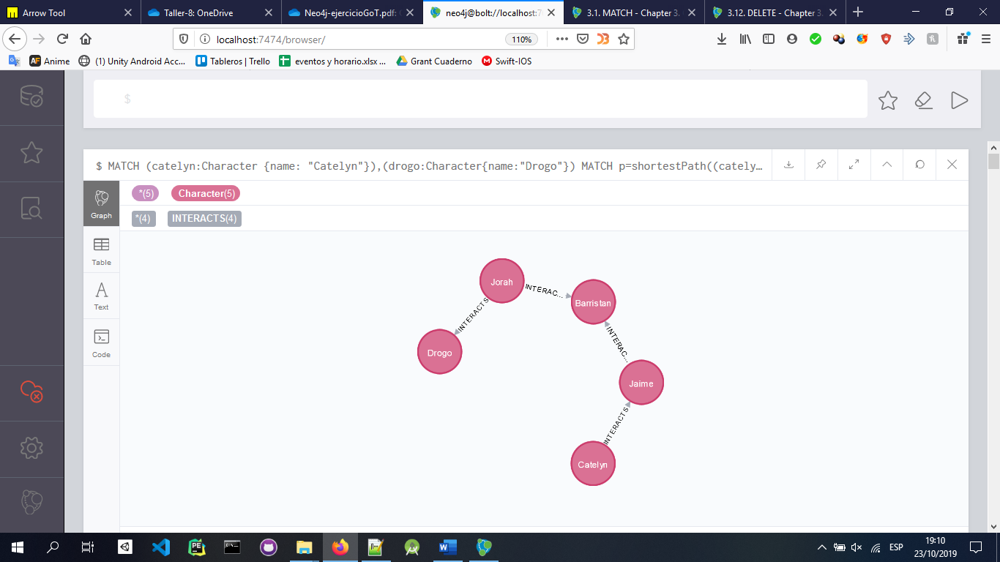 Arrow Tool
Taller-8: OneDrive
Neo4j-ejercicioGoT.pdf:
neo4j@bolt://localhost:7
3.1. MATCH - Chapter 3.
3.12. DELETE - Chapter 3.
localhost:7474/browser/
110%
Anime
(1) Unity Android Acc...
Tableros | Trello
eventos y horario.xlsx ...
Grant Cuaderno
Swift-IOS
$
$ MATCH (catelyn:Character {name: "Catelyn"}),(drogo:Character{name:"Drogo"}) MATCH p=shortestPath((cately…
*(5)
Character(5)
*(4)
INTERACTS(4)
Graph
Table
Text
Code
Jorah
INTERAC...
Barristan
INTERACTS
Drogo
INTERAC...
Jaime
INTERACTS
Catelyn
ESP
19:10
23/10/2019